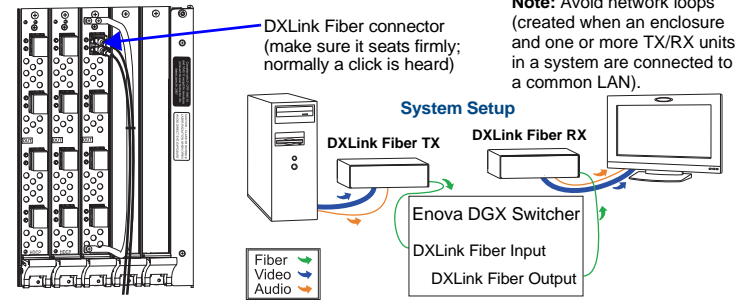 DXLink Fiber connector
(make sure it seats firmly;
normally a click is heard)
Note: Avoid network loops
(created when an enclosure
and one or more TX/RX units
in a system are connected to
a common LAN).
System Setup
DXLink Fiber TX
DXLink Fiber RX
Enova DGX Switcher
DXLink Fiber Input
DXLink Fiber Output
Fiber
Video
Audio